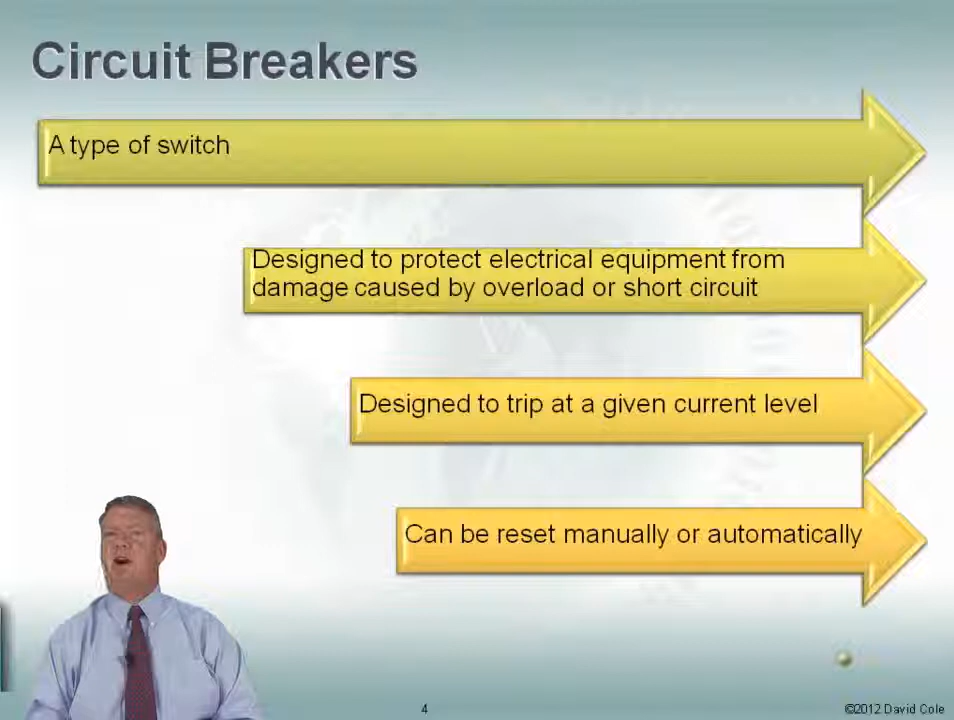 Circuit Breakers
A type of switch
Designed to protect electrical equipment from
damage caused by overload or short circuit
Designed to trip at a given current level
Can be reset manually or automatically
4
©2012 David Cole